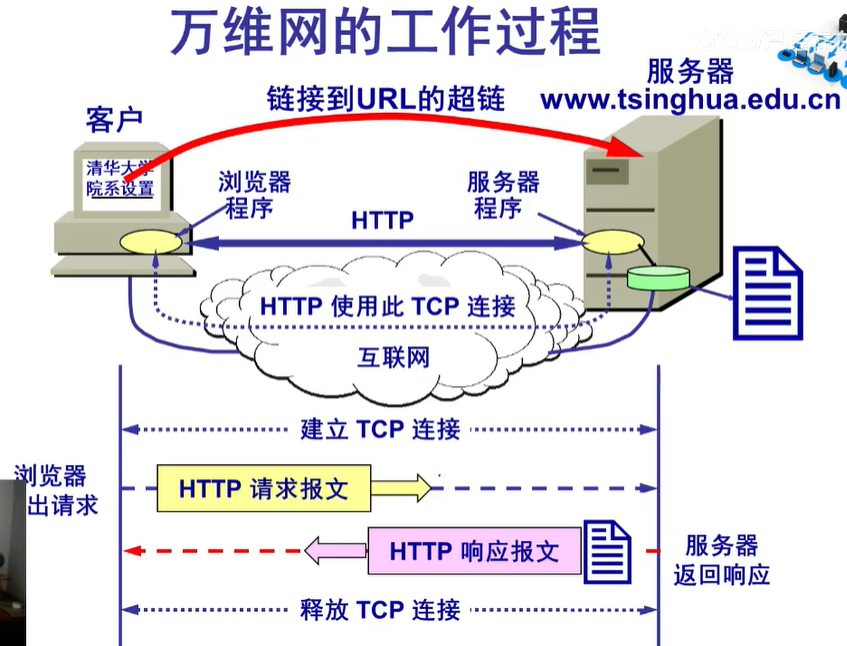 万维网的工作过程
服务器
www.tsinghua.edu.cn
链接到URL的超链
客户
清华大学
院系设置
浏览器
程序
服务器
程序
HTTP
HTTP 使用此 TCP 连接
互联网
建立 TCP 连接
浏览器
出请求
HTTP 请求报文
HTTP 响应报文
服务器
返回响应
释放 TCP 连接